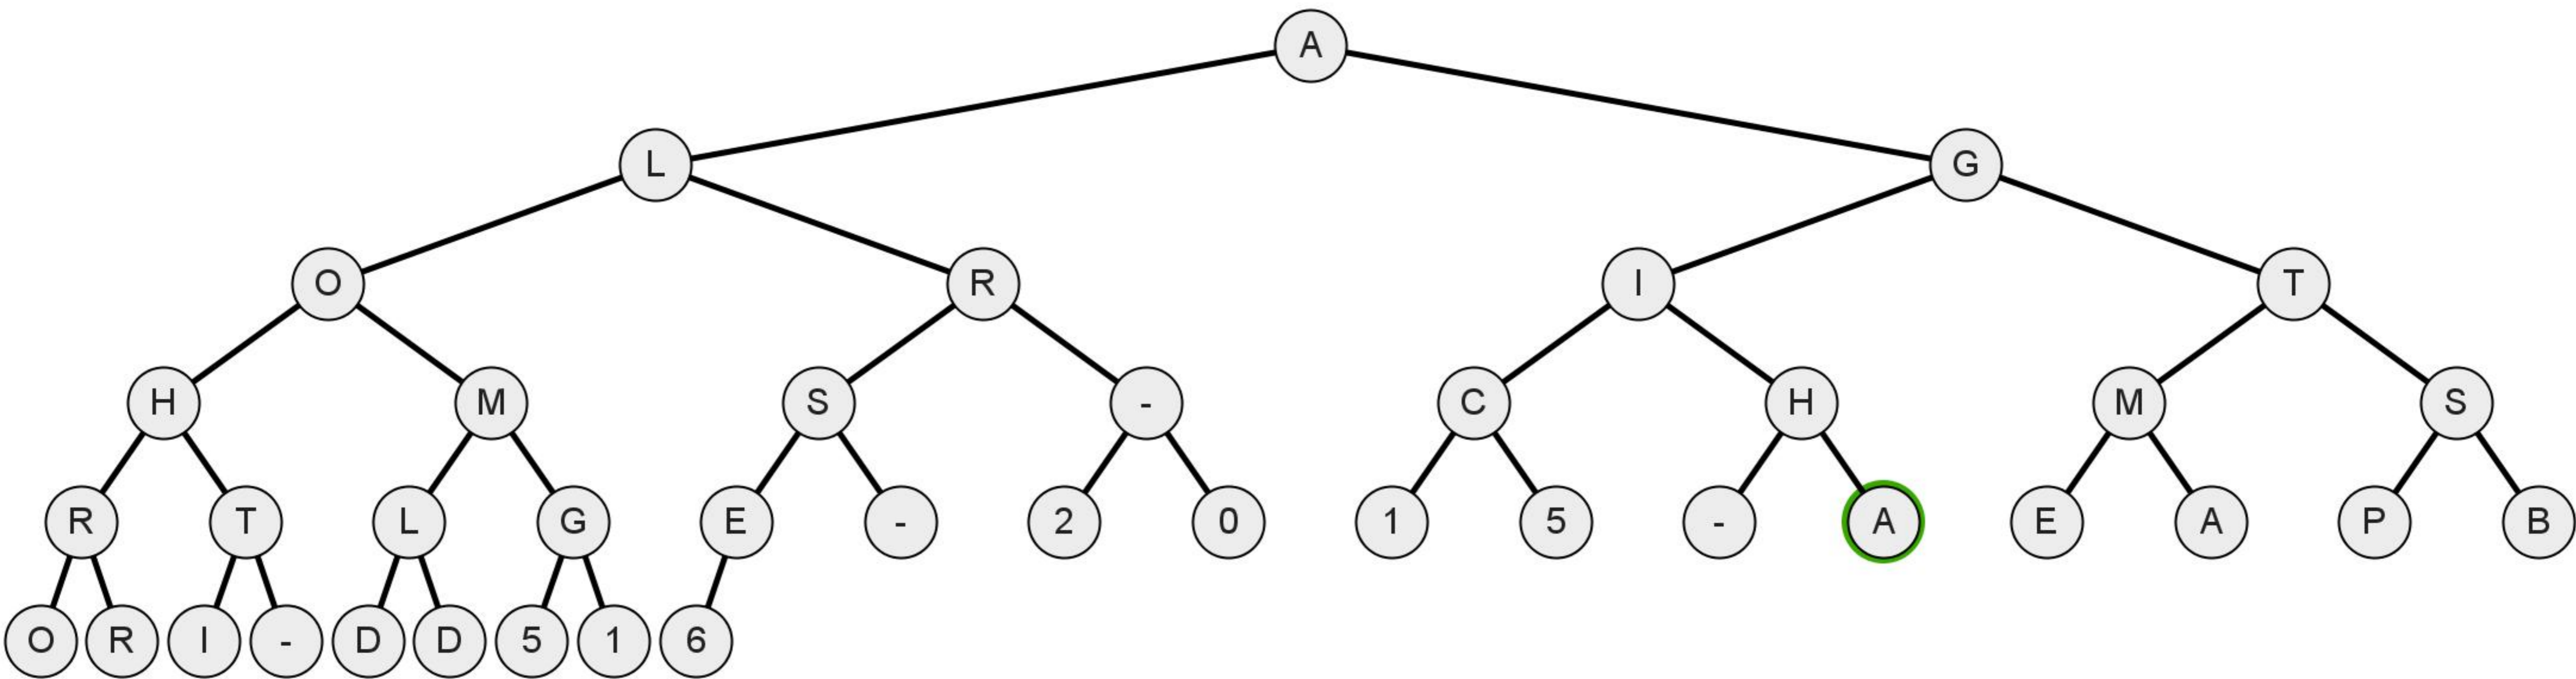 A
L G
O R I T
H M S - C H M S
R T L G E - 2 0 1 5 - A E A P B
O R I - D D 5 1 6